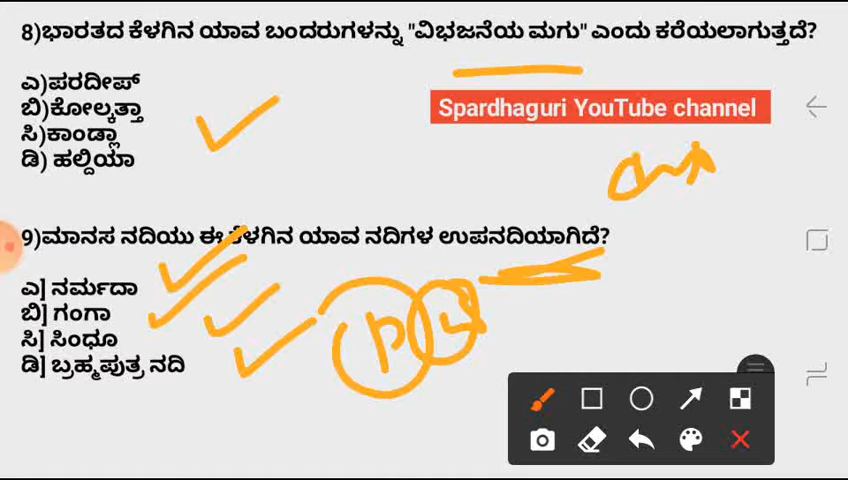 8)ಭಾರತದ ಕೆಳಗಿನ ಯಾವ ಬಂದರುಗಳನ್ನು "ವಿಭಜನೆಯ ಮಗು" ಎಂದು ಕರೆಯಲಾಗುತ್ತದೆ?
ಎ)ಪರದೀಪ್
ಬಿ)ಕೋಲ್ಕತ್ತಾ
ಸಿ)ಕಾಂಡ್ಲಾ
ಡಿ) ಹಲ್ದಿಯಾ
Spardhaguri YouTube channel
9)ಮಾನಸ ನದಿಯು ಈ ಕೆಳಗಿನ ಯಾವ ನದಿಗಳ ಉಪನದಿಯಾಗಿದೆ?
ಎ] ನರ್ಮದಾ
ಬಿ] ಗಂಗಾ
ಸಿ] ಸಿಂಧೂ
ಡಿ] ಬ್ರಹ್ಮಪುತ್ರ ನದಿ